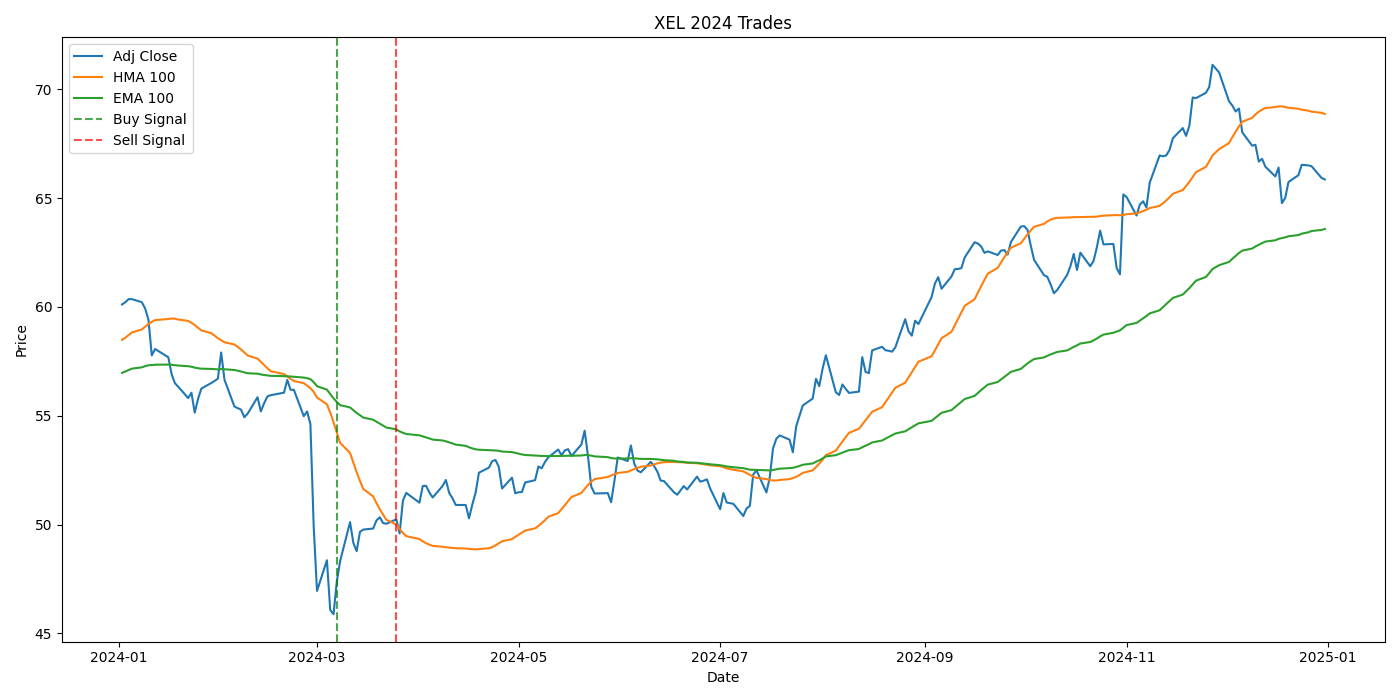 XEL 2024 Trades
Adj Close
HMA 100
EMA 100
Buy Signal
Sell Signal
Price
70
65
60
55
50
45
2024-01
2024-03
2024-05
2024-07
2024-09
2024-11
2025-01
Date